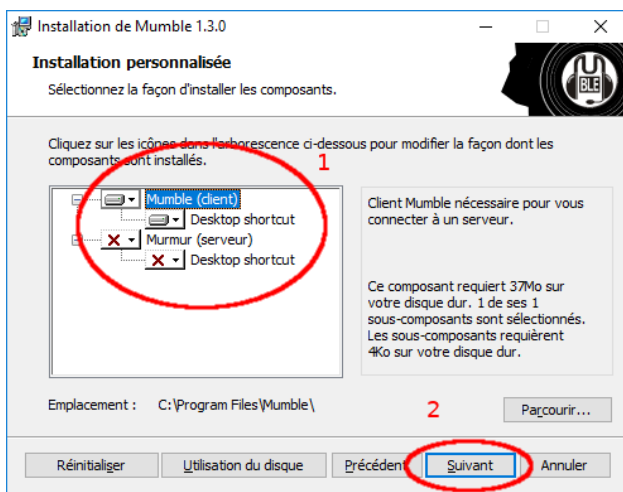 Installation de Mumble 1.3.0
Installation personnalisée
Sélectionnez la façon d'installer les composants.
BLE
Cliquez sur les icônes dans l'arborescence ci-dessous pour modifier la façon dont les
composants sont installés.
1
Mumble (client)
Desktop shortcut
Murmur (serveur)
Desktop shortcut
Client Mumble nécessaire pour vous
connecter à un serveur.
Ce composant requiert 37Mo sur
votre disque dur. 1 de ses 1
sous-composants sont sélectionnés.
Les sous-composants requièrent
4Ko sur votre disque dur.
Emplacement : C:\Program Files\Mumble\
2
Parcourir...
Réinitialiser Utilisation du disque Précédent Suivant Annuler